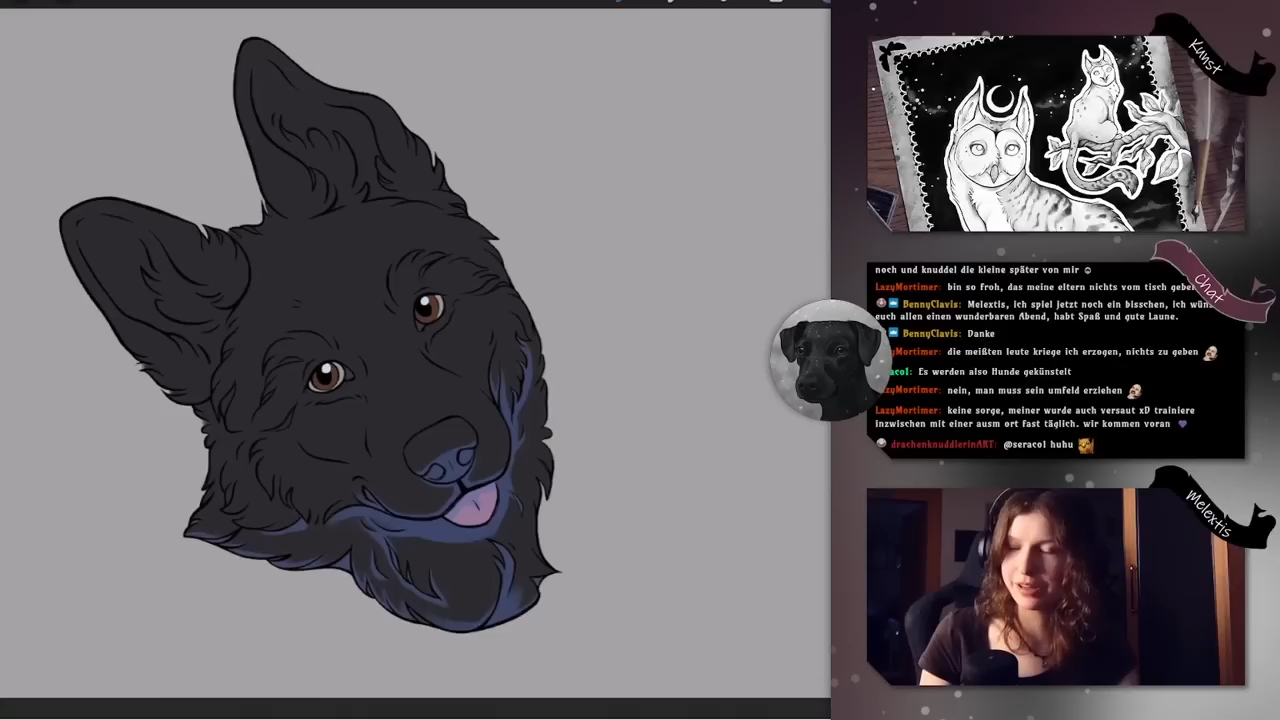 Kunst
Chat
noch und knuddel die kleine später von mir
LazyMortimer: bin so froh, das meine eltern nichts vom tisch geben
BennyClavis: Melextis, ich spiel jetzt noch ein bisschen, ich
euch allen einen wunderbaren Abend, habt Spaß und gute Laune.
BennyClavis: Danke
Mortimer: die meißten leute kriege ich erzogen, nichts zu geben
aco1: Es werden also Hunde gekünstelt
Mortimer: nein, man muss sein umfeld erziehen
LazyMortimer: keine sorge, meiner wurde auch versaut xD trainiere
inzwischen mit einer ausm ort fast täglich. wir kommen voran
drachenknuddlerinART: @seraco1 huhu
Melextis